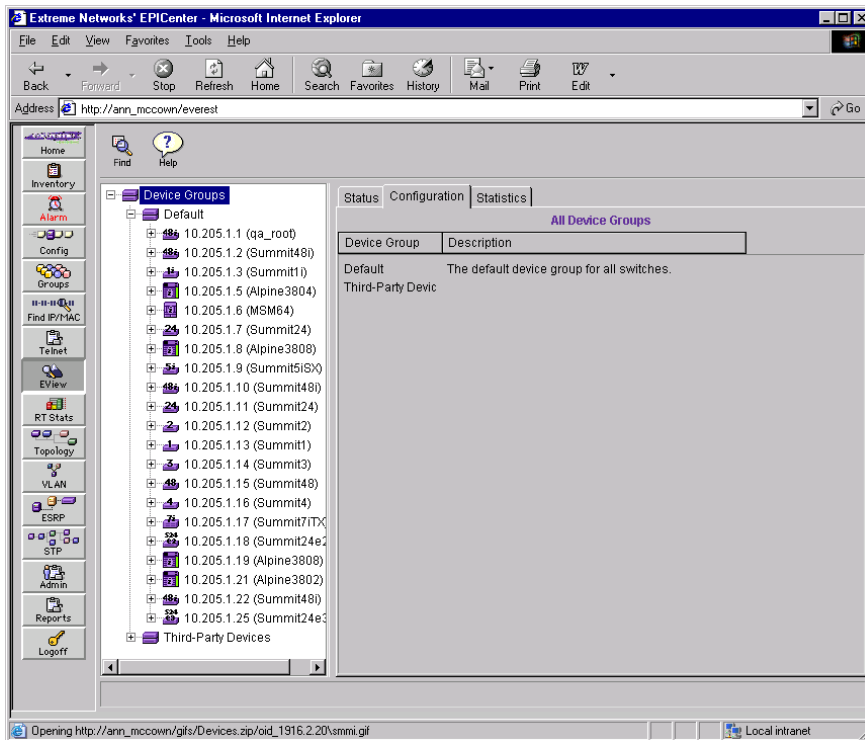 Extreme Networks' EPICenter - Microsoft Internet Explorer
File Edit View Favorites Tools Help
Back Forward Stop Refresh Home Search Favorites History Mail Print Edit
Address http://ann_mccown/everest Go
Home
Inventory
Alarm
Config
Groups
Find IP/MAC
Telnet
EView
RT Stats
Topology
VLAN
ESRP
STP
Admin
Reports
Logoff
Find Help
Device Groups
Default
10.205.1.1 (qa_root)
10.205.1.2 (Summit48i)
10.205.1.3 (Summit1i)
10.205.1.5 (Alpine3804)
10.205.1.6 (MSM64)
10.205.1.7 (Summit24)
10.205.1.8 (Alpine3808)
10.205.1.9 (Summit5iSX)
10.205.1.10 (Summit48i)
10.205.1.11 (Summit24)
10.205.1.12 (Summit2)
10.205.1.13 (Summit1)
10.205.1.14 (Summit3)
10.205.1.15 (Summit48)
10.205.1.16 (Summit4)
10.205.1.17 (Summit7iTX
10.205.1.18 (Summit24e2
10.205.1.19 (Alpine3808)
10.205.1.21 (Alpine3802)
10.205.1.22 (Summit48i)
10.205.1.25 (Summit24e3
Third-Party Devices
Status Configuration Statistics
All Device Groups
Device Group Description
Default The default device group for all switches.
Third-Party Devic
Opening http://ann_mccown/gifs/Devices.zip/oid_1916.2.20\smmi.gif Local intranet